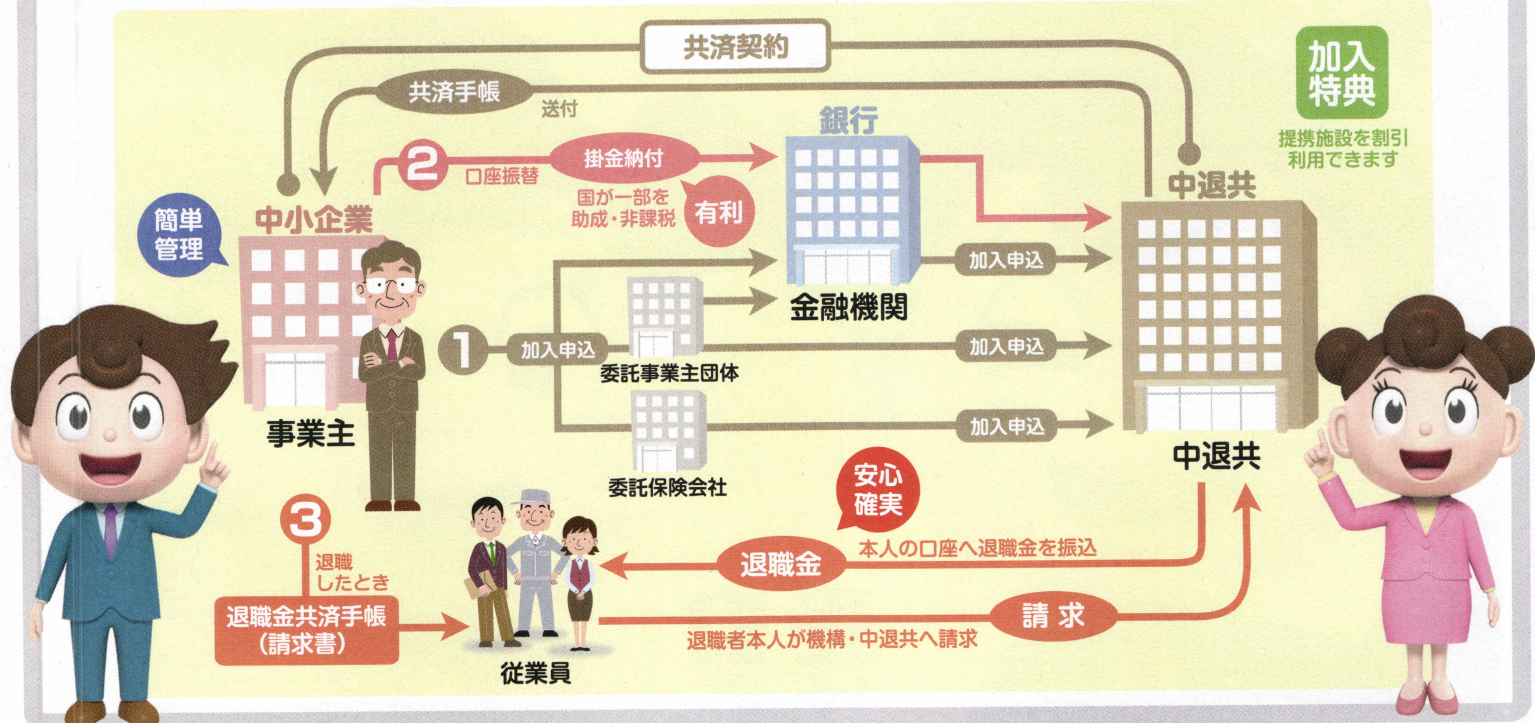 共済契約
共済手帳
送付
加入
特典
提携施設を割引
利用できます
銀行
2
口座振替
掛金納付
国が一部を
助成・非課税
有利
中退共
簡単
管理
中小企業
加入申込
金融機関
1
加入申込
委託事業主団体
加入申込
事業主
委託保険会社
加入申込
中退共
安心
確実
3
退職
したとき
退職金
本人の口座へ退職金を振込
退職金共済手帳
(請求書)
請求
退職者本人が機構・中退共へ請求
従業員